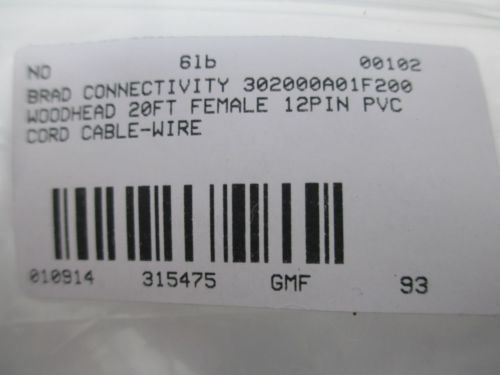 NO 6lb 00102
BRAD CONNECTIVITY 302000A01F200
WOODHEAD 20FT FEMALE 12PIN PVC
CORD CABLE-WIRE
010914 315475 GMF 93